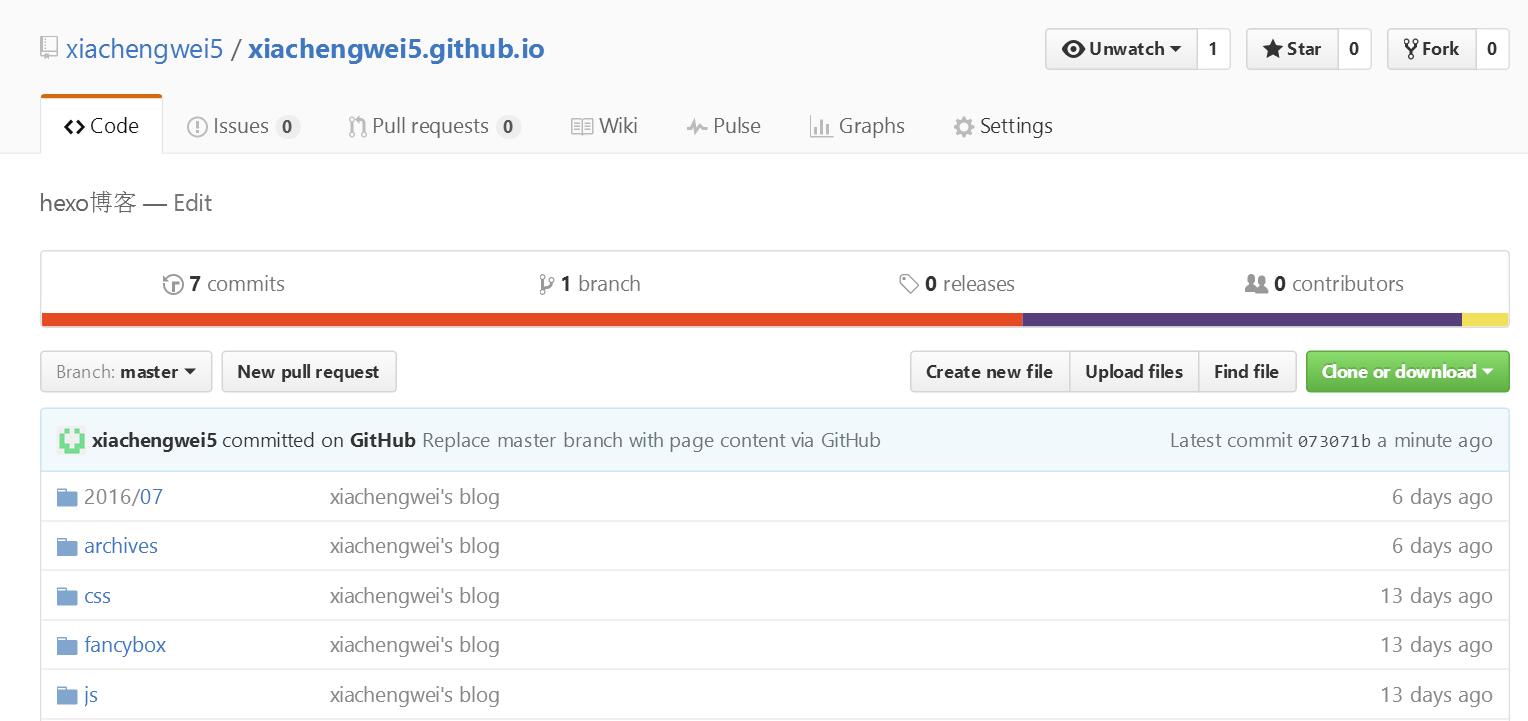 xiachengwei5 / xiachengwei5.github.io Unwatch 1 Star 0 Fork 0
Code Issues 0 Pull requests 0 Wiki Pulse Graphs Settings
hexo博客 — Edit
7 commits 1 branch 0 releases 0 contributors
Branch: master New pull request Create new file Upload files Find file Clone or download
xiachengwei5 committed on GitHub Replace master branch with page content via GitHub Latest commit 073071b a minute ago
2016/07 xiachengwei's blog 6 days ago
archives xiachengwei's blog 6 days ago
css xiachengwei's blog 13 days ago
fancybox xiachengwei's blog 13 days ago
js xiachengwei's blog 13 days ago